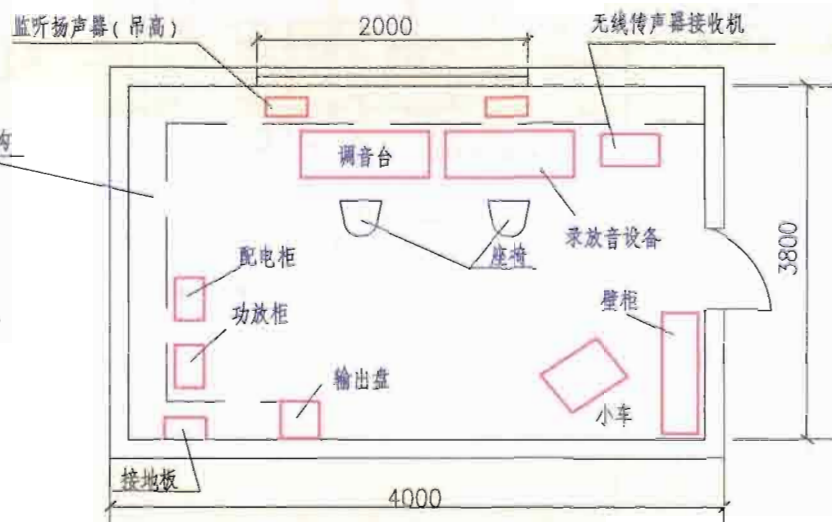 监听扬声器(吊高)
2000
无线传声器接收机
沟
调音台
录放音设备
座椅
3800
配电柜
功放柜
壁柜
输出盘
小车
接地板
4000